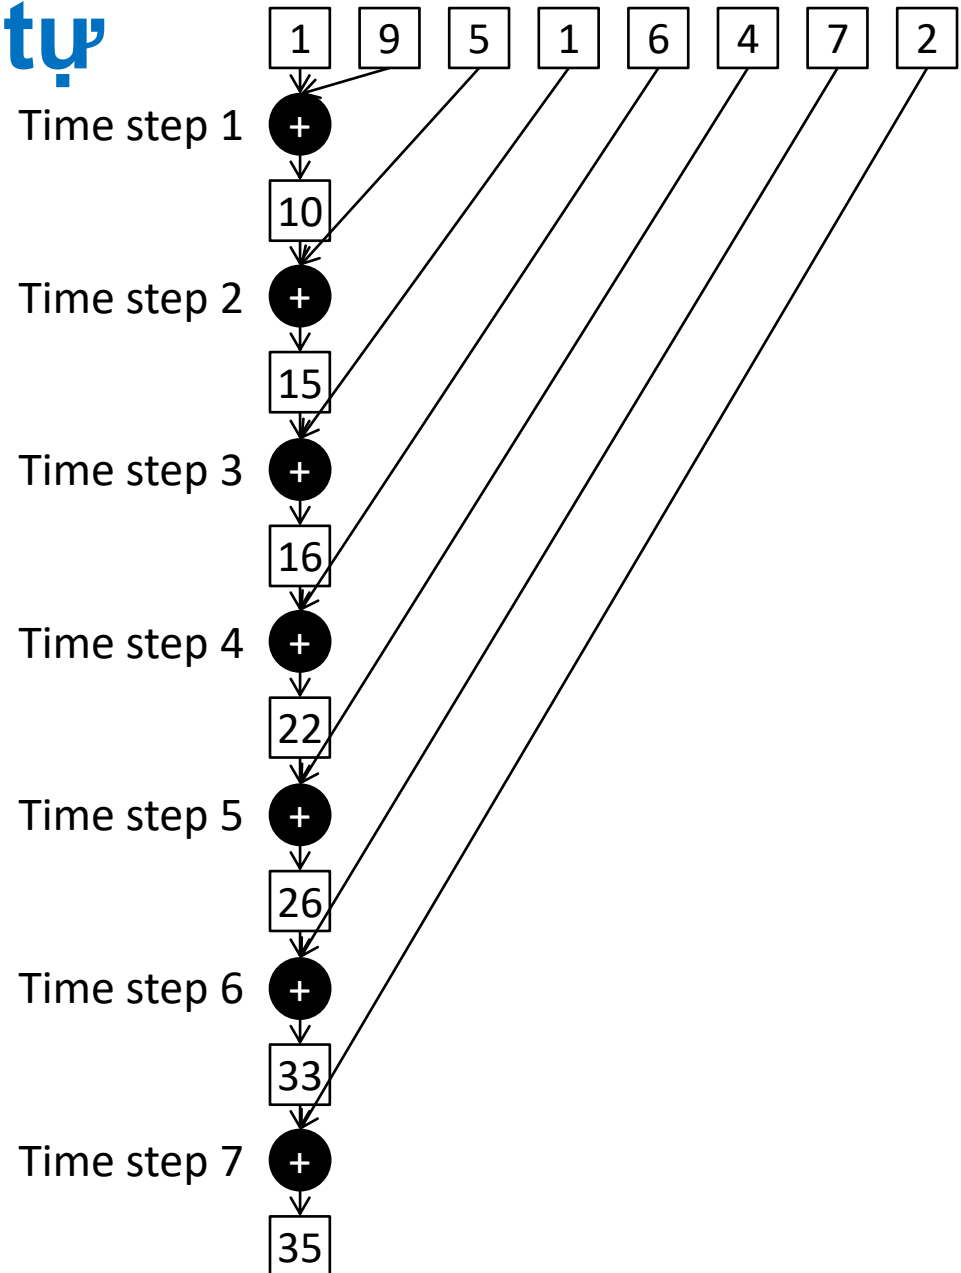 tự
1 9 5 1 6 4 7 2
Time step 1 +
10
Time step 2 +
15
Time step 3 +
16
Time step 4 +
22
Time step 5 +
26
Time step 6 +
33
Time step 7 +
35